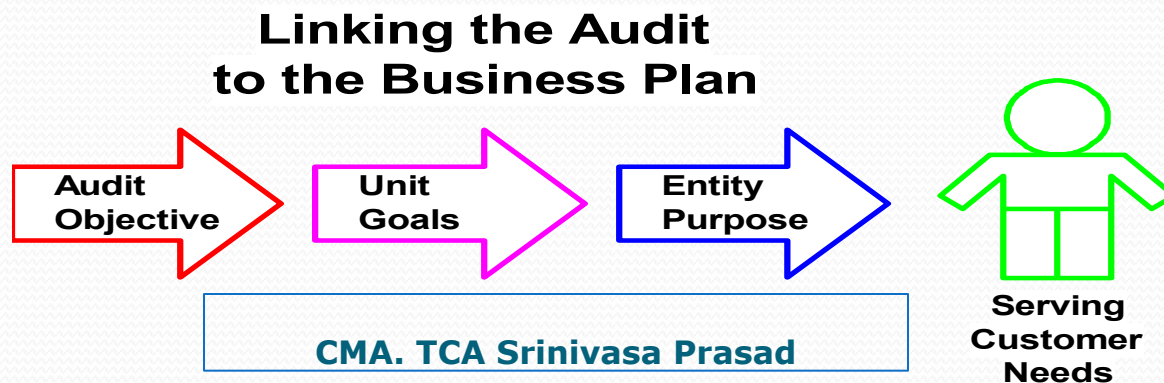 Linking the Audit
to the Business Plan
Audit
Objective
Unit
Goals
Entity
Purpose
Serving
Customer
Needs
CMA. TCA Srinivasa Prasad